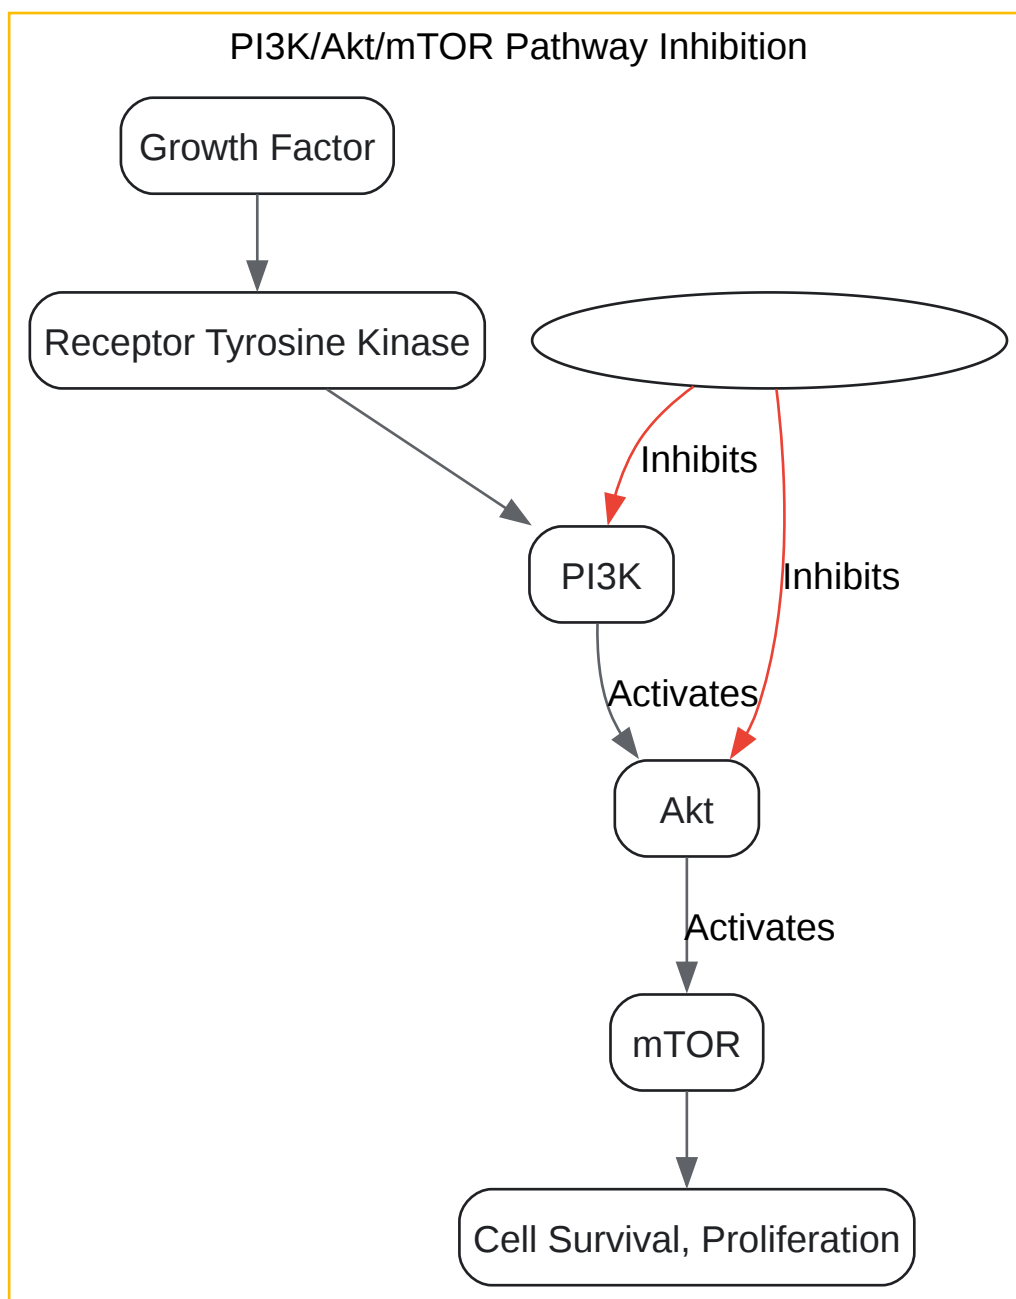 PI3K/Akt/mTOR Pathway Inhibition
Growth Factor
Receptor Tyrosine Kinase
Inhibits
PI3K
Inhibits
Activates
Akt
Activates
mTOR
Cell Survival, Proliferation